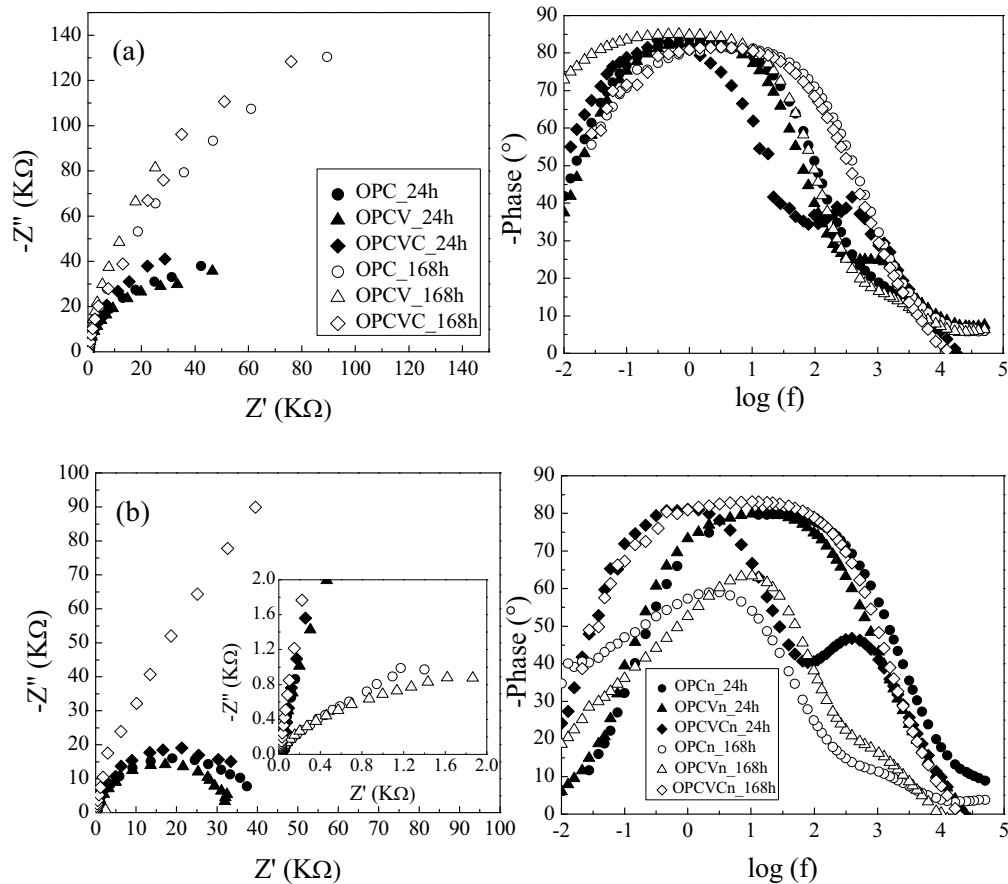 (a)
-Z'' (KΩ)
140
120
100
80
60
40
20
0
0 20 40 60 80 100 120 140
Z' (KΩ)
OPC_24h
OPCV_24h
OPCVC_24h
OPC_168h
OPCV_168h
OPCVC_168h
-Phase (°)
90
80
70
60
50
40
30
20
10
0
-2 -1 0 1 2 3 4 5
log (f)
(b)
-Z'' (KΩ)
100
90
80
70
60
50
40
30
20
10
0
0 10 20 30 40 50 60 70 80 90 100
Z' (KΩ)
-Z'' (KΩ)
2.0
1.6
1.2
0.8
0.4
0.0
0.0 0.4 0.8 1.2 1.6 2.0
Z' (KΩ)
-Phase (°)
90
80
70
60
50
40
30
20
10
0
-2 -1 0 1 2 3 4 5
log (f)
OPCn_24h
OPCVn_24h
OPCVCn_24h
OPCn_168h
OPCVn_168h
OPCVCn_168h